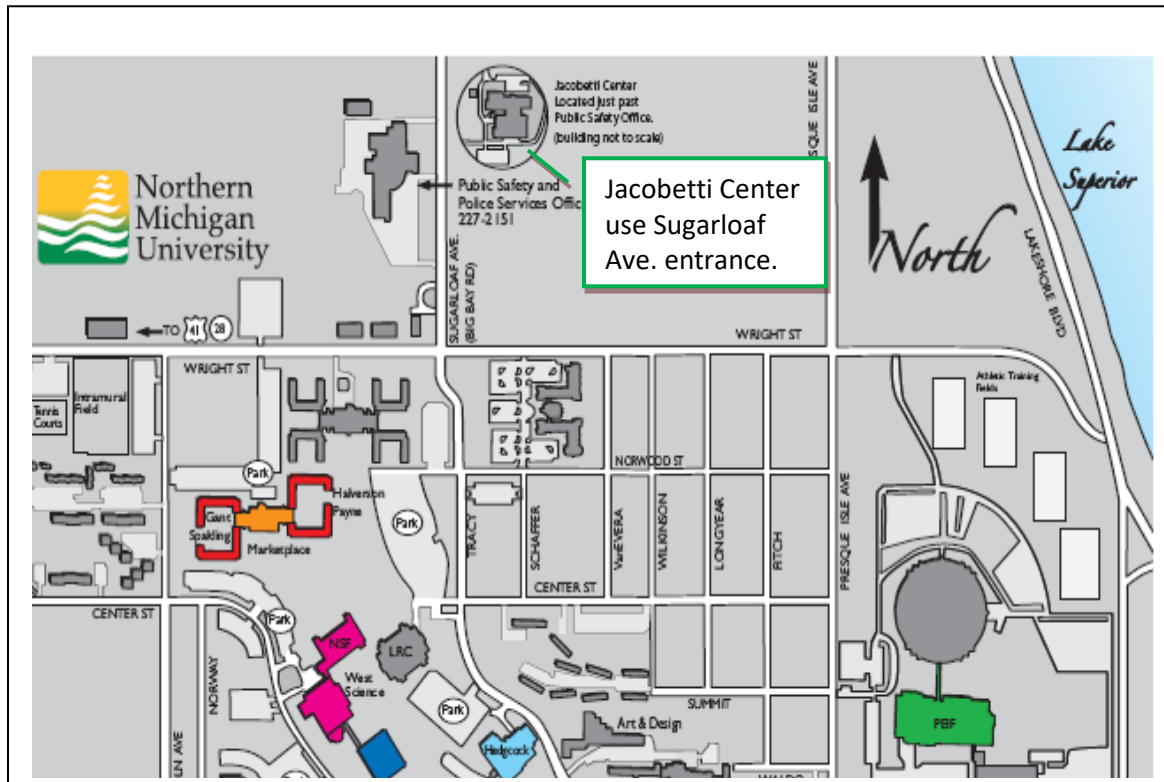 Jacobetti Center
Located just past
Public Safety Office.
(building not to scale)
Northern
Michigan
University
Public Safety and
Police Services Offic
227-2151
Jacobetti Center
use Sugarloaf
Ave. entrance.
ESQUE ISLE AVE
North
Lake
Superior
LAKESHORE BLVD
SUGARLOAF AVE.
(BIG BAY RD)
TO 41 28
WRIGHT ST
WRIGHT ST
Athletic Training
Fields
Tennis
Courts
Intramural
Field
NORWOOD ST
Park
Halverson
Payne
Gant
Spalding
Marketplace
Park
TRACY
SCHAFFER
VanEVERA
WILKINSON
LONGYEAR
FITCH
PRESQUE ISLE AVE
CENTER ST
CENTER ST
Park
NSF
LRC
West
Science
NORWAY
Park
SUMMIT
Art & Design
Hedgcock
PEIF
LN AVE
Park